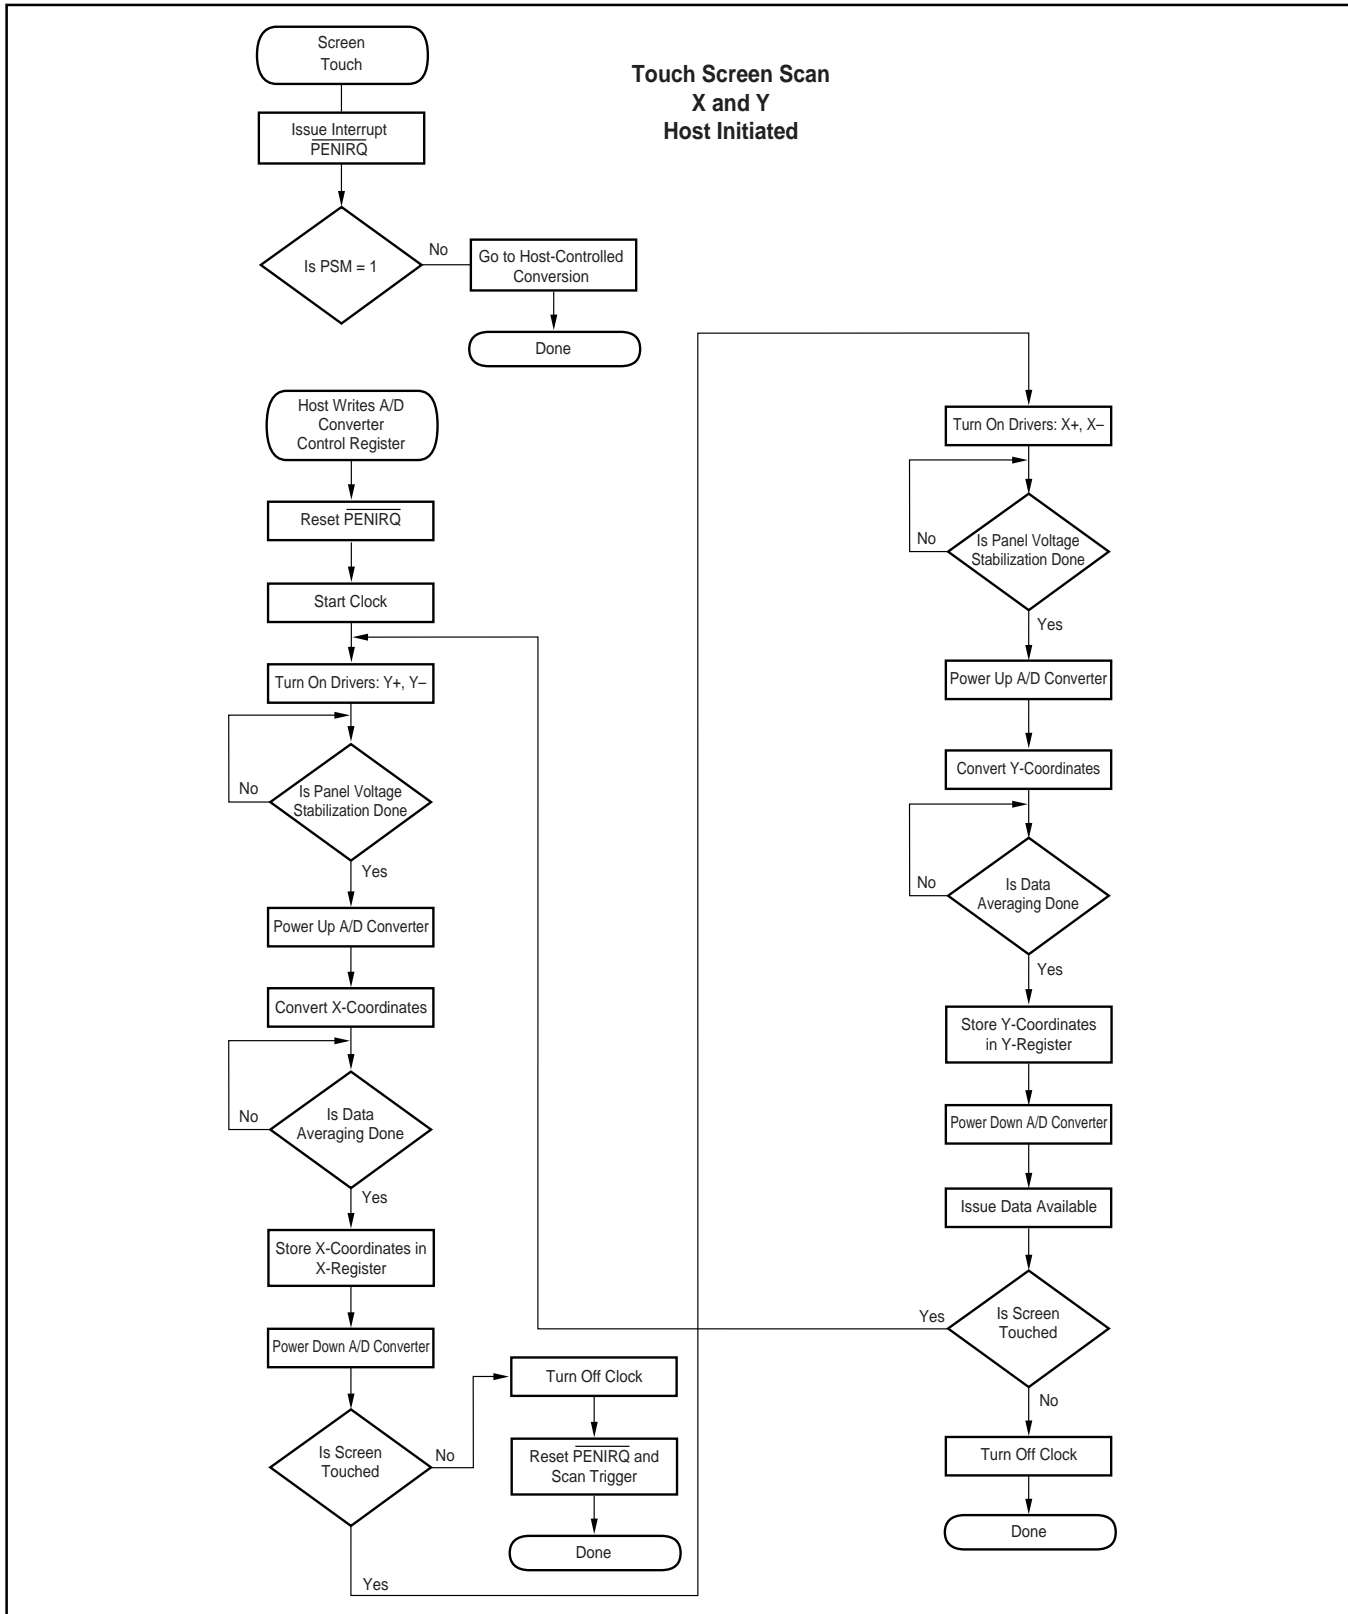 Screen
Touch
Touch Screen Scan
X and Y
Host Initiated
Issue Interrupt
PENIRQ
Is PSM = 1
No
Go to Host-Controlled
Conversion
Done
Host Writes A/D
Converter
Control Register
Reset PENIRQ
Start Clock
Turn On Drivers: Y+, Y–
Is Panel Voltage
Stabilization Done
No
Yes
Power Up A/D Converter
Convert X-Coordinates
Is Data
Averaging Done
No
Yes
Store X-Coordinates in
X-Register
Power Down A/D Converter
Is Screen
Touched
No
Turn Off Clock
Reset PENIRQ and
Scan Trigger
Done
Yes
Turn On Drivers: X+, X–
Is Panel Voltage
Stabilization Done
No
Yes
Power Up A/D Converter
Convert Y-Coordinates
Is Data
Averaging Done
No
Yes
Store Y-Coordinates
in Y-Register
Power Down A/D Converter
Issue Data Available
Is Screen
Touched
Yes
No
Turn Off Clock
Done